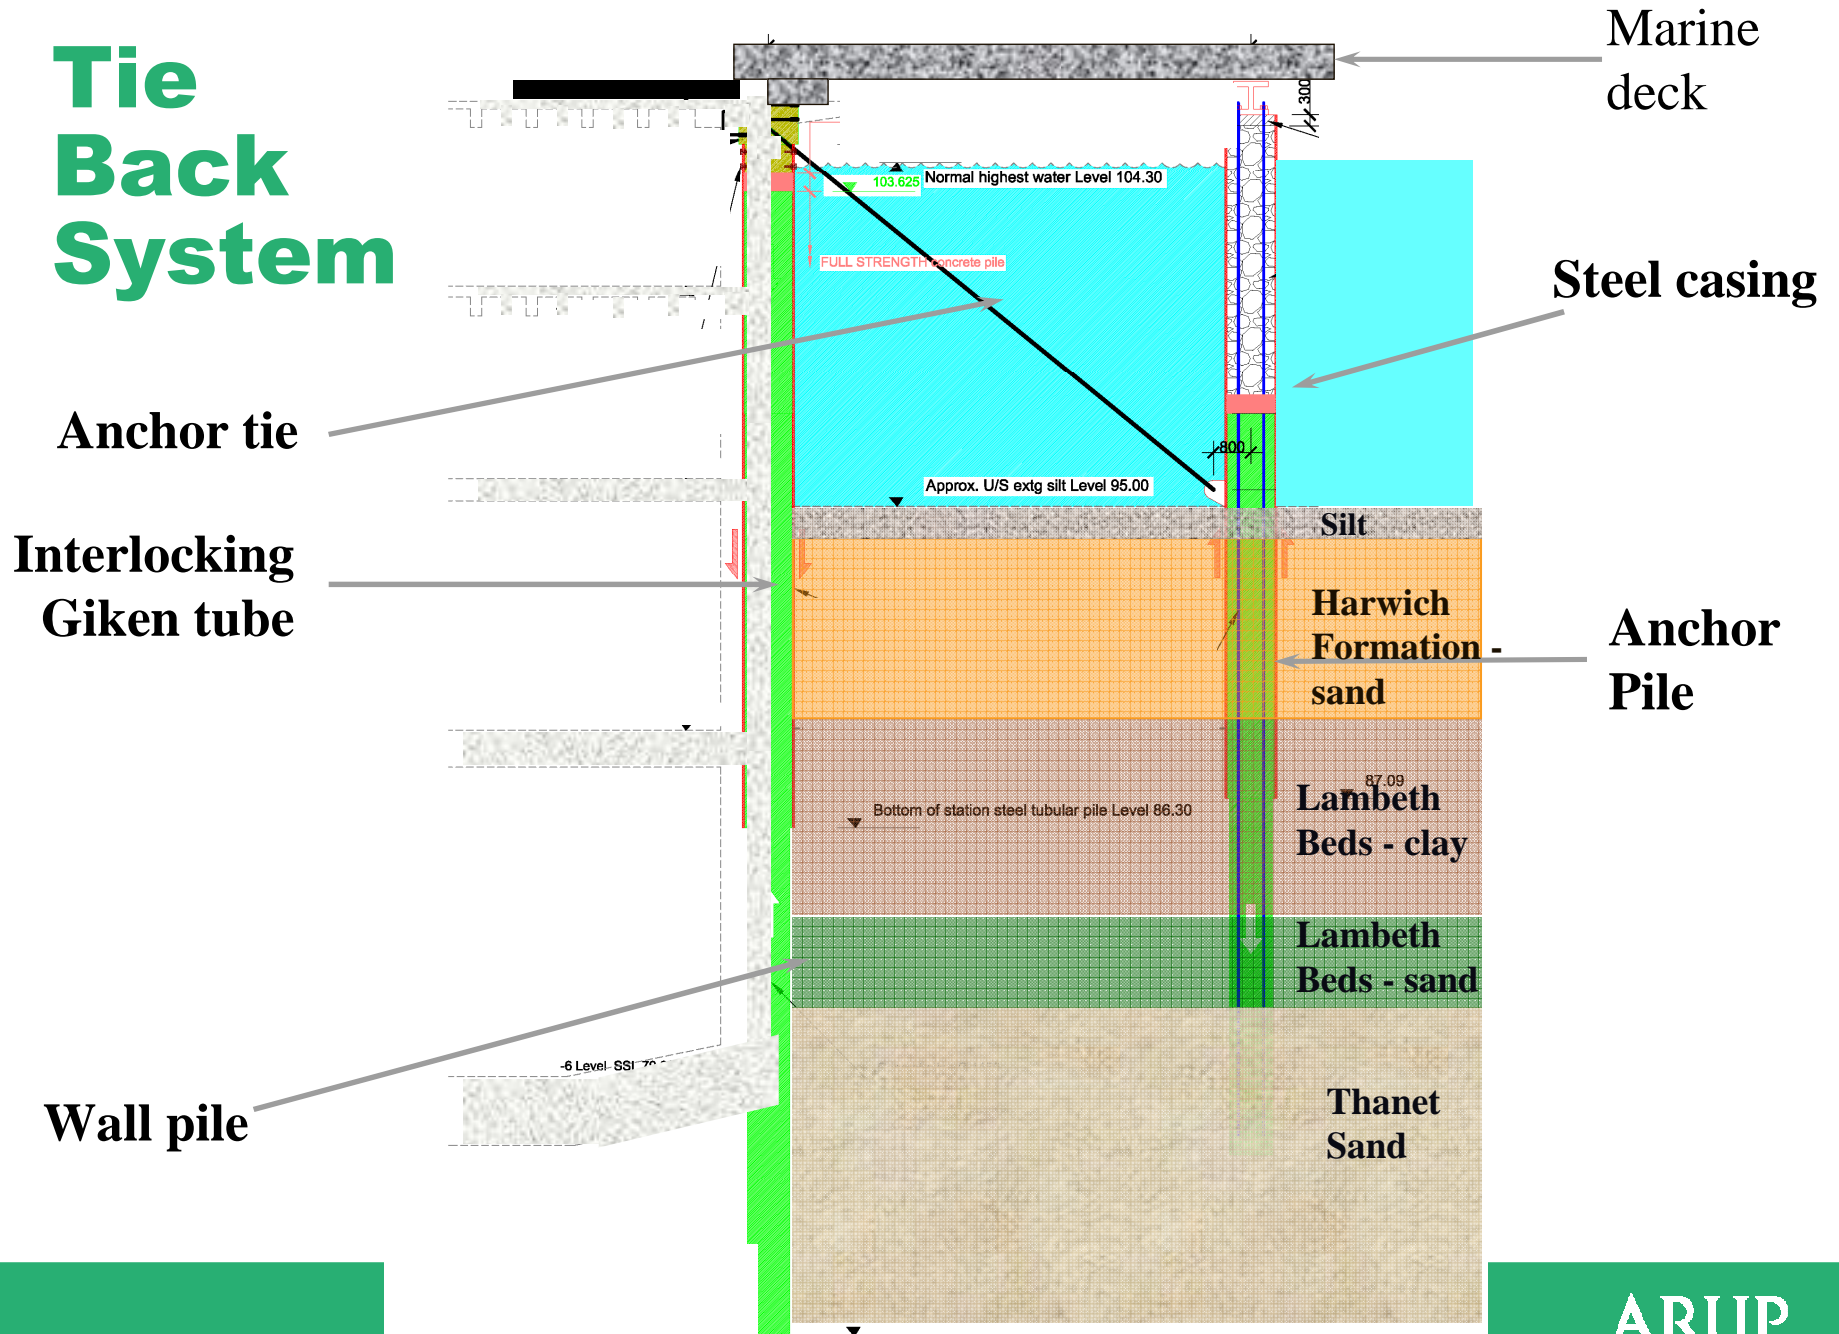 Tie
Back
System
Marine
deck
300
Normal highest water Level 104.30
103.625
FULL STRENGTH concrete pile
Steel casing
Anchor tie
800
Approx. U/S extg silt Level 95.00
Silt
Interlocking
Giken tube
Harwich
Formation -
sand
Anchor
Pile
87.09
Bottom of station steel tubular pile Level 86.30
Lambeth
Beds - clay
Lambeth
Beds - sand
-6 Level SSL
Wall pile
Thanet
Sand
ARUP